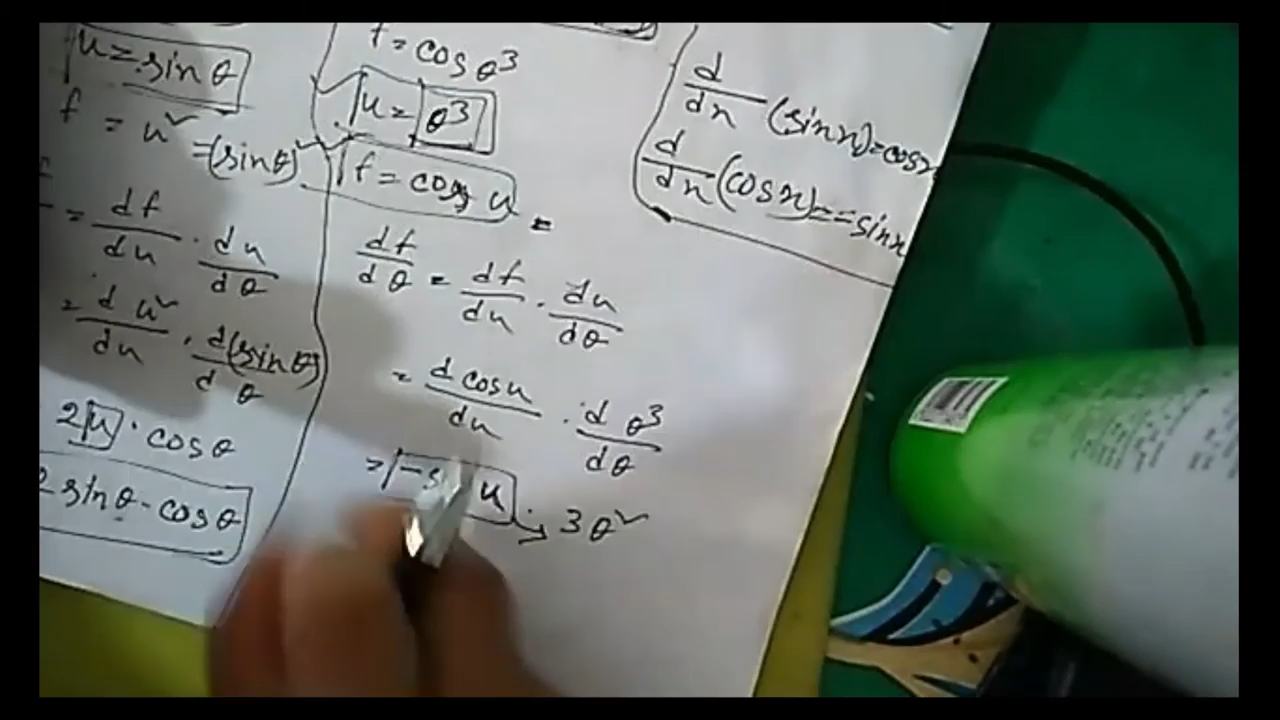 u = sin θ
f = u² = (sin θ)²
= df/du · du/dθ
= d u²/du · d(sin θ)/dθ
2u · cos θ
2 sin θ · cos θ
f = cos θ³
u = θ³
f = cos u =
df/dθ = df/du · du/dθ
= d cos u/du · d θ³/dθ
= -s u · 3θ²
d/dx (sin x) = cos x
d/dx (cos x) = -sin x